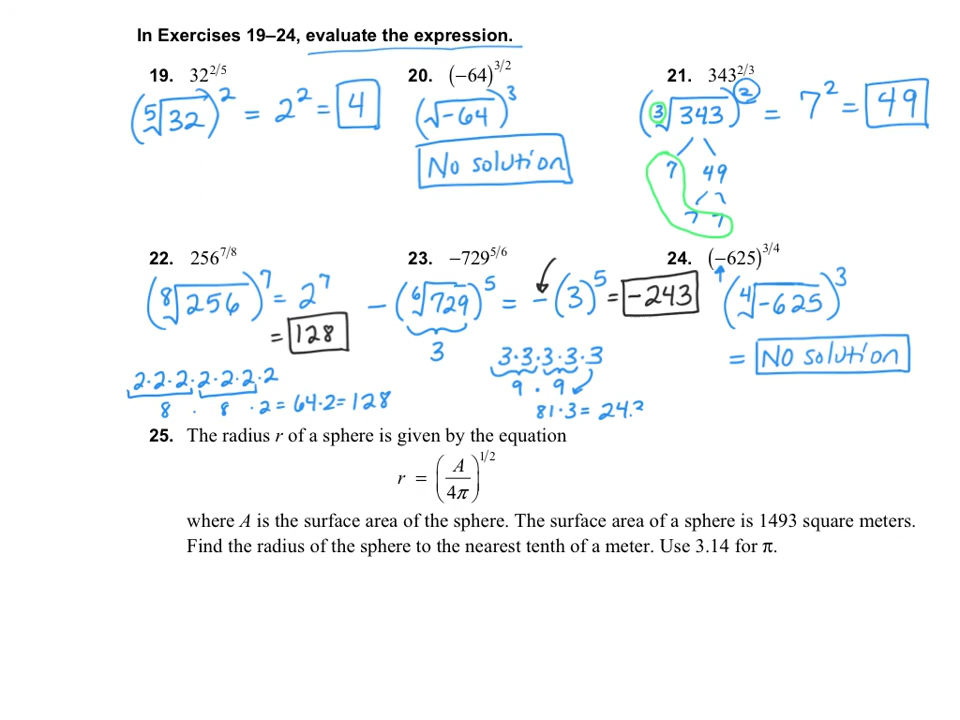 In Exercises 19–24, evaluate the expression.
19. 32^{2/5} 20. (−64)^{3/2} 21. 343^{2/3}
(⁵√32)² = 2² = 4 (√-64)³ (³√343)² = 7² = 49
No solution 7 49
7 7
22. 256^{7/8} 23. −729^{5/6} 24. (−625)^{3/4}
(⁸√256)⁷ = 2⁷ -(⁶√729)⁵ = -(3)⁵ = -243 (⁴√-625)³
= 128 3 3·3·3·3·3 = NO solution
2·2·2·2·2·2·2 9 · 9
8 · 8 · 2 = 64·2 = 128 81·3 = 24
25. The radius r of a sphere is given by the equation
r = (A/4π)^{1/2}
where A is the surface area of the sphere. The surface area of a sphere is 1493 square meters.
Find the radius of the sphere to the nearest tenth of a meter. Use 3.14 for π.